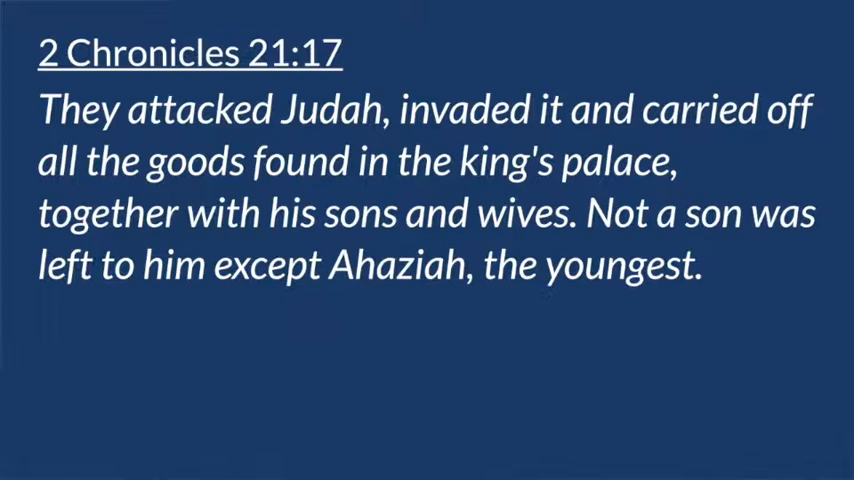 2 Chronicles 21:17
They attacked Judah, invaded it and carried off
all the goods found in the king's palace,
together with his sons and wives. Not a son was
left to him except Ahaziah, the youngest.